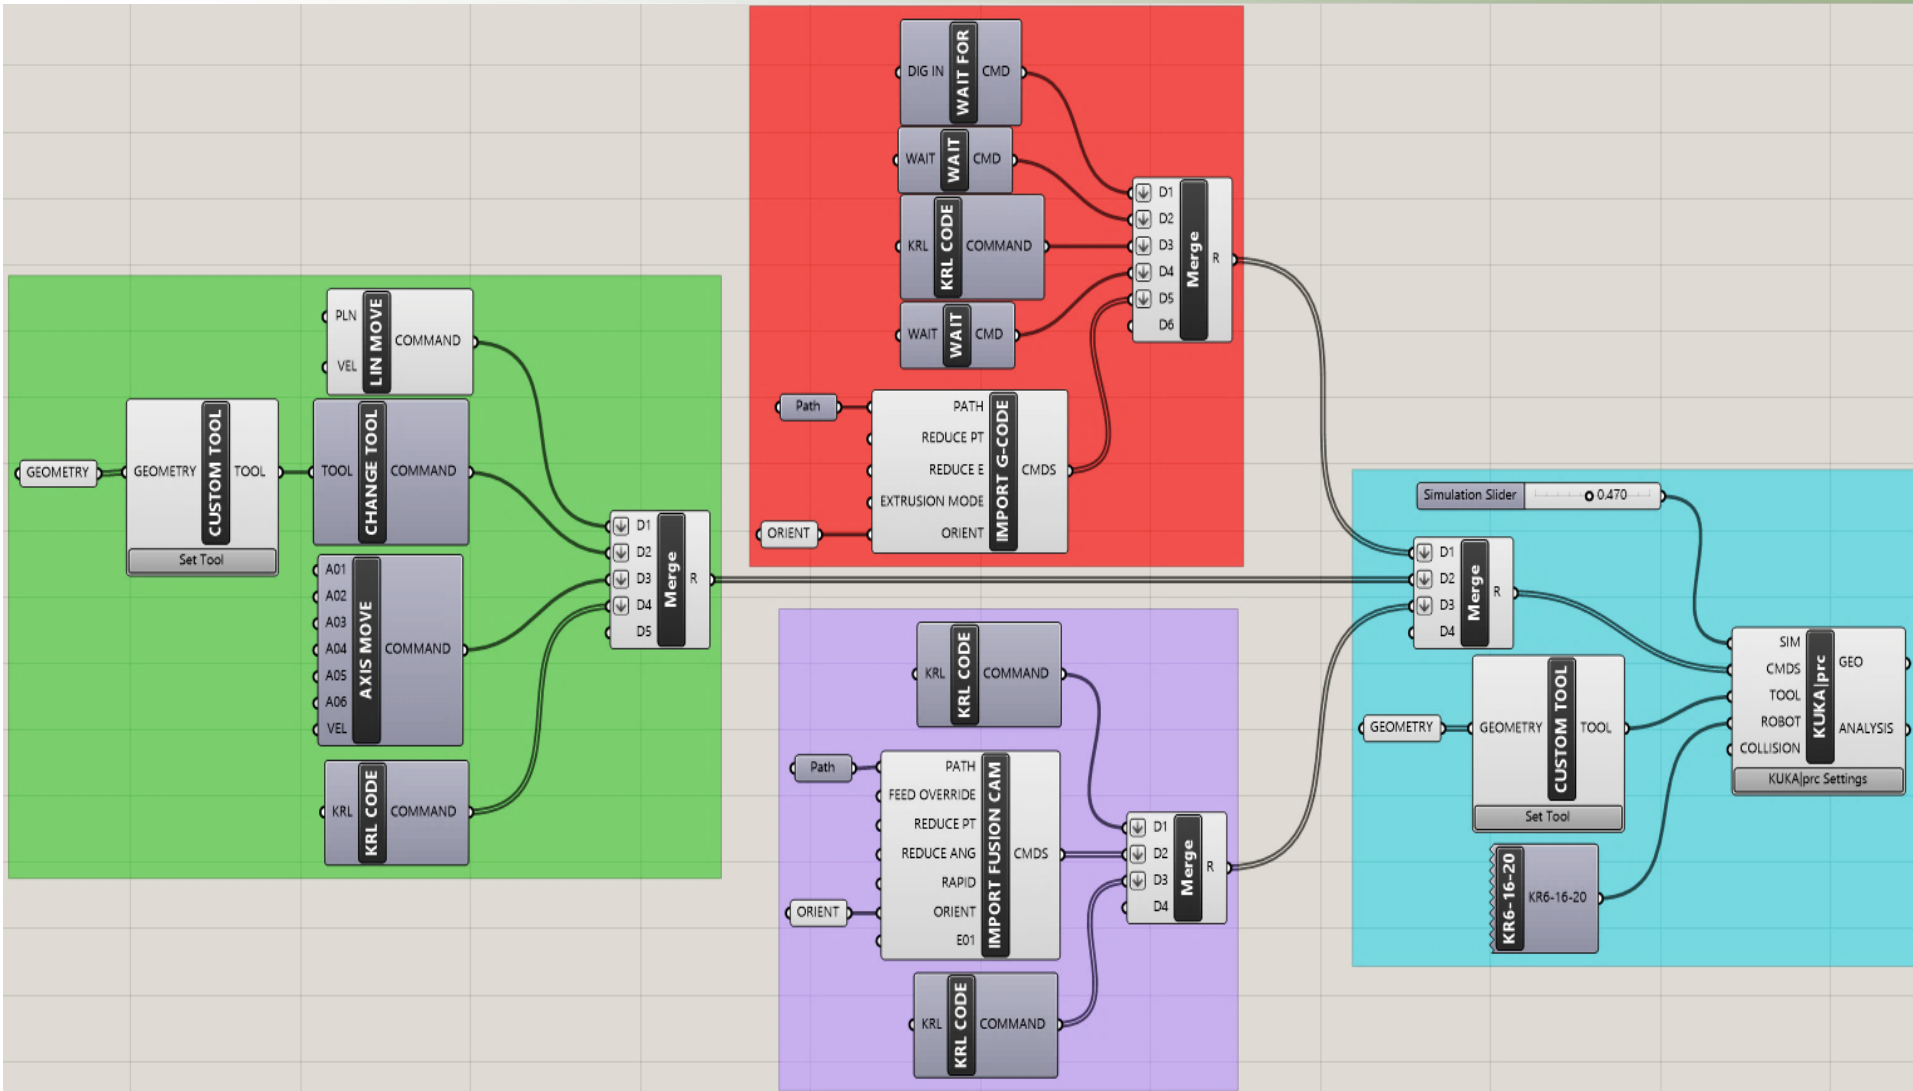 DIG IN
WAIT FOR
CMD
WAIT
WAIT
CMD
KRL
KRL CODE
COMMAND
WAIT
WAIT
CMD
D1
D2
D3
D4
D5
D6
Merge
R
Path
PATH
REDUCE PT
REDUCE E
EXTRUSION MODE
ORIENT
ORIENT
IMPORT G-CODE
CMDS
PLN
VEL
LIN MOVE
COMMAND
GEOMETRY
GEOMETRY
CUSTOM TOOL
TOOL
Set Tool
TOOL
CHANGE TOOL
COMMAND
A01
A02
A03
A04
A05
A06
VEL
AXIS MOVE
COMMAND
KRL
KRL CODE
COMMAND
D1
D2
D3
D4
D5
Merge
R
KRL
KRL CODE
COMMAND
Path
PATH
FEED OVERRIDE
REDUCE PT
REDUCE ANG
RAPID
ORIENT
ORIENT
E01
IMPORT FUSION CAM
CMDS
KRL
KRL CODE
COMMAND
D1
D2
D3
D4
Merge
R
Simulation Slider
0.470
D1
D2
D3
D4
Merge
R
GEOMETRY
GEOMETRY
CUSTOM TOOL
TOOL
Set Tool
KR6-16-20
KR6-16-20
SIM
CMDS
TOOL
ROBOT
COLLISION
KUKA|prc
GEO
ANALYSIS
KUKA|prc Settings